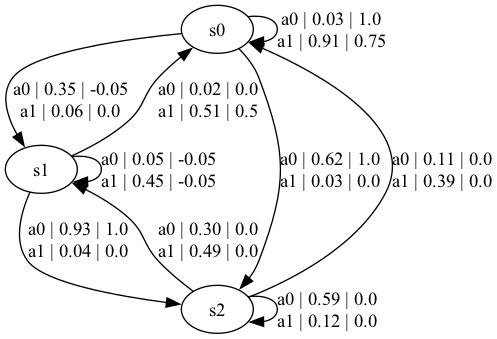 s0
a0 | 0.03 | 1.0
a1 | 0.91 | 0.75
a0 | 0.35 | -0.05
a1 | 0.06 | 0.0
a0 | 0.02 | 0.0
a1 | 0.51 | 0.5
s1
a0 | 0.05 | -0.05
a1 | 0.45 | -0.05
a0 | 0.62 | 1.0
a1 | 0.03 | 0.0
a0 | 0.11 | 0.0
a1 | 0.39 | 0.0
a0 | 0.93 | 1.0
a1 | 0.04 | 0.0
a0 | 0.30 | 0.0
a1 | 0.49 | 0.0
s2
a0 | 0.59 | 0.0
a1 | 0.12 | 0.0